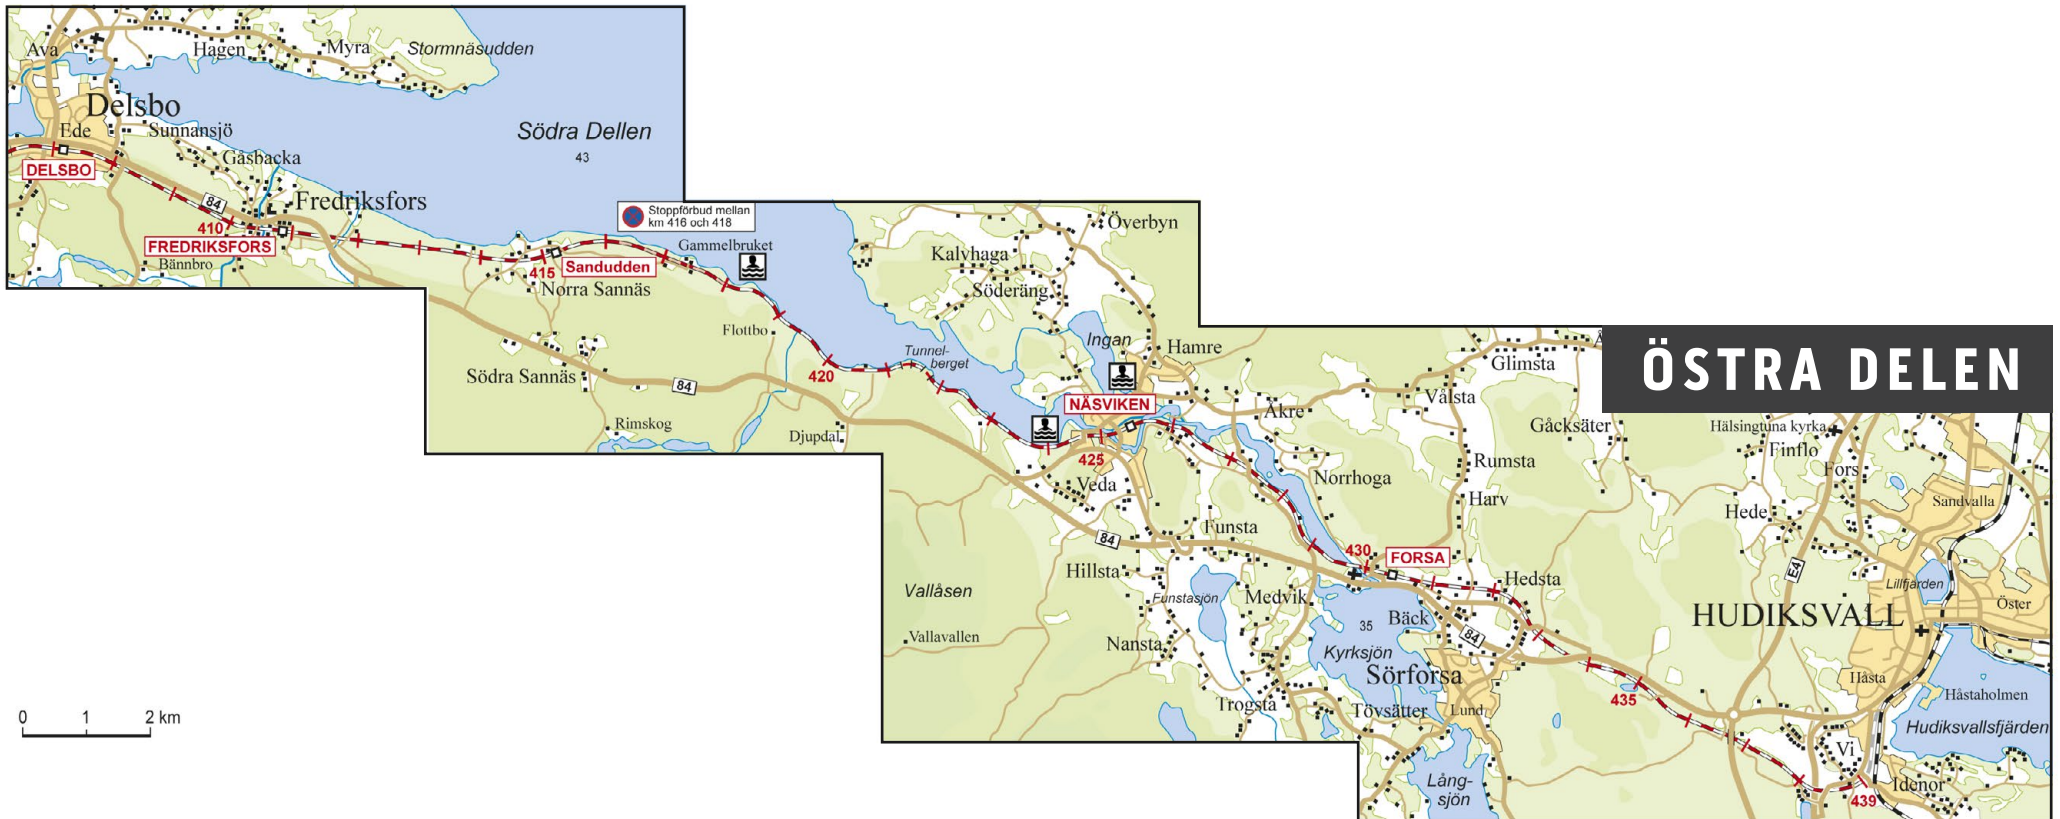 Ava
Hagen
Myra
Stormnäsudden
Delsbo
Ede
Sunnansjö
Södra Dellen
43
Gåsbacka
DELSBO
84
Fredriksfors
410
FREDRIKSFORS
Bännbro
Stoppförbud mellan
km 416 och 418
Gammelbruket
415
Sandudden
Norra Sannäs
Flottbo
Södra Sannäs
84
420
Tunnel-
berget
Rimskog
Djupdal
Överbyn
Kalvhaga
Söderäng
Ingan
Hamre
NÄSVIKEN
425
Veda
Åkre
Vålsta
Glimsta
ÖSTRA DELEN
Gåcksäter
Hälsingtuna kyrka
Finflo
Fors
Rumsta
Norrhoga
Harv
Hede
Sandvalla
Funsta
84
430
FORSA
Hillsta
Hedsta
E4
Lillfjärden
Vallåsen
Funstasjön
Medvik
35
Bäck
84
Öster
HUDIKSVALL
Vallavallen
Nansta
Kyrksjön
Sörforsa
435
Håsta
Håstaholmen
Trogsta
Tövsätter
Lund
Hudiksvallsfjärden
Vi
Idenor
439
Lång-
sjön
0 1 2 km